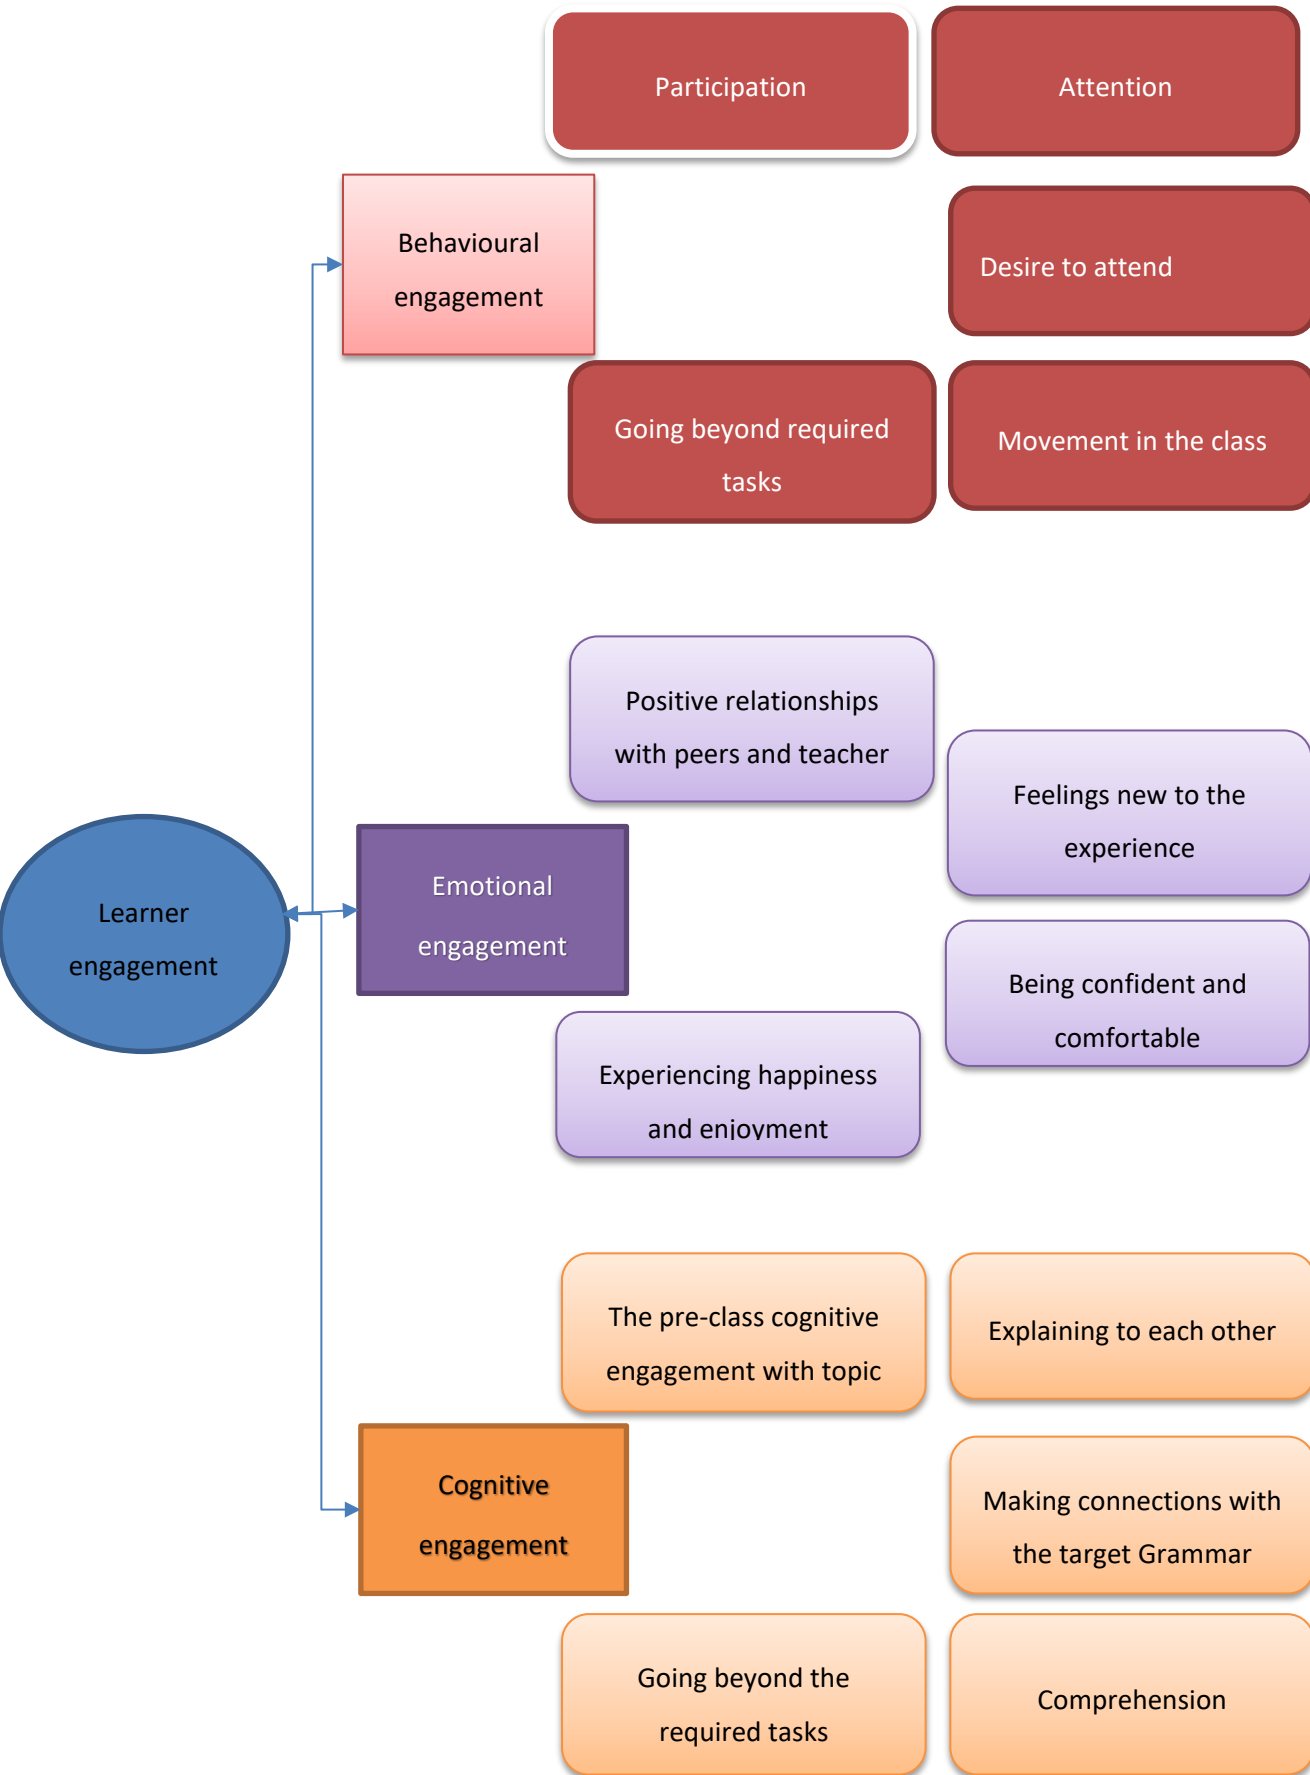 Participation
Attention
Behavioural
engagement
Desire to attend
Going beyond required
tasks
Movement in the class
Positive relationships
with peers and teacher
Feelings new to the
experience
Learner
engagement
Emotional
engagement
Being confident and
comfortable
Experiencing happiness
and enjoyment
The pre-class cognitive
engagement with topic
Explaining to each other
Cognitive
engagement
Making connections with
the target Grammar
Going beyond the
required tasks
Comprehension